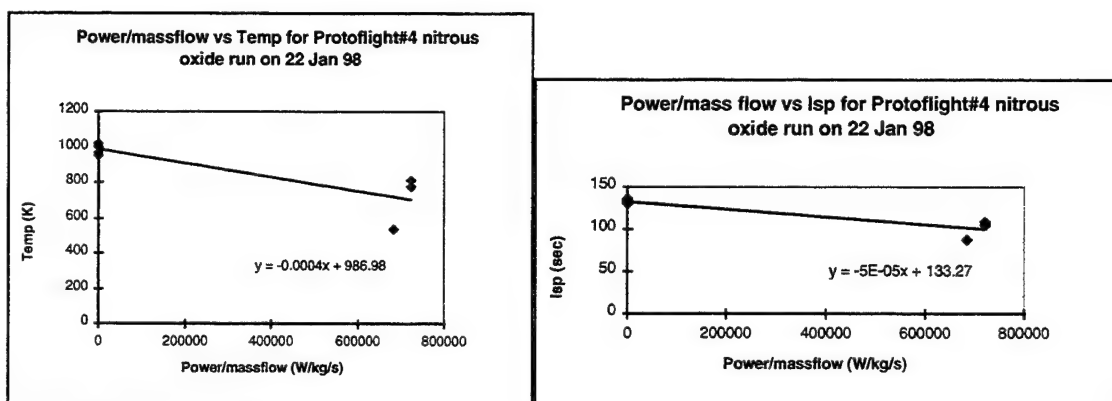 Power/massflow vs Temp for Protoflight#4 nitrous
oxide run on 22 Jan 98
1200
1000
800
600
400
200
0
Temp (K)
y = -0.0004x + 986.98
0 200000 400000 600000 800000
Power/massflow (W/kg/s)
Power/mass flow vs Isp for Protoflight#4 nitrous
oxide run on 22 Jan 98
150
100
50
0
Isp (sec)
y = -5E-05x + 133.27
0 200000 400000 600000 800000
Power/massflow (W/kg/s)